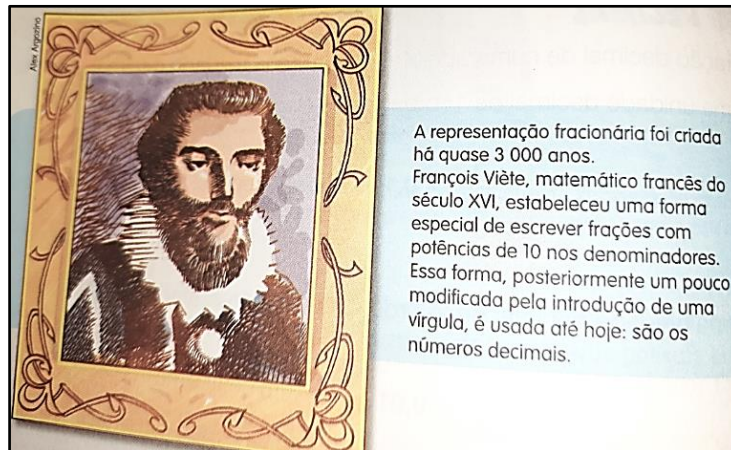 Alex Argozino
A representação fracionária foi criada
há quase 3 000 anos.
François Viète, matemático francês do
século XVI, estabeleceu uma forma
especial de escrever frações com
potências de 10 nos denominadores.
Essa forma, posteriormente um pouco
modificada pela introdução de uma
vírgula, é usada até hoje: são os
números decimais.